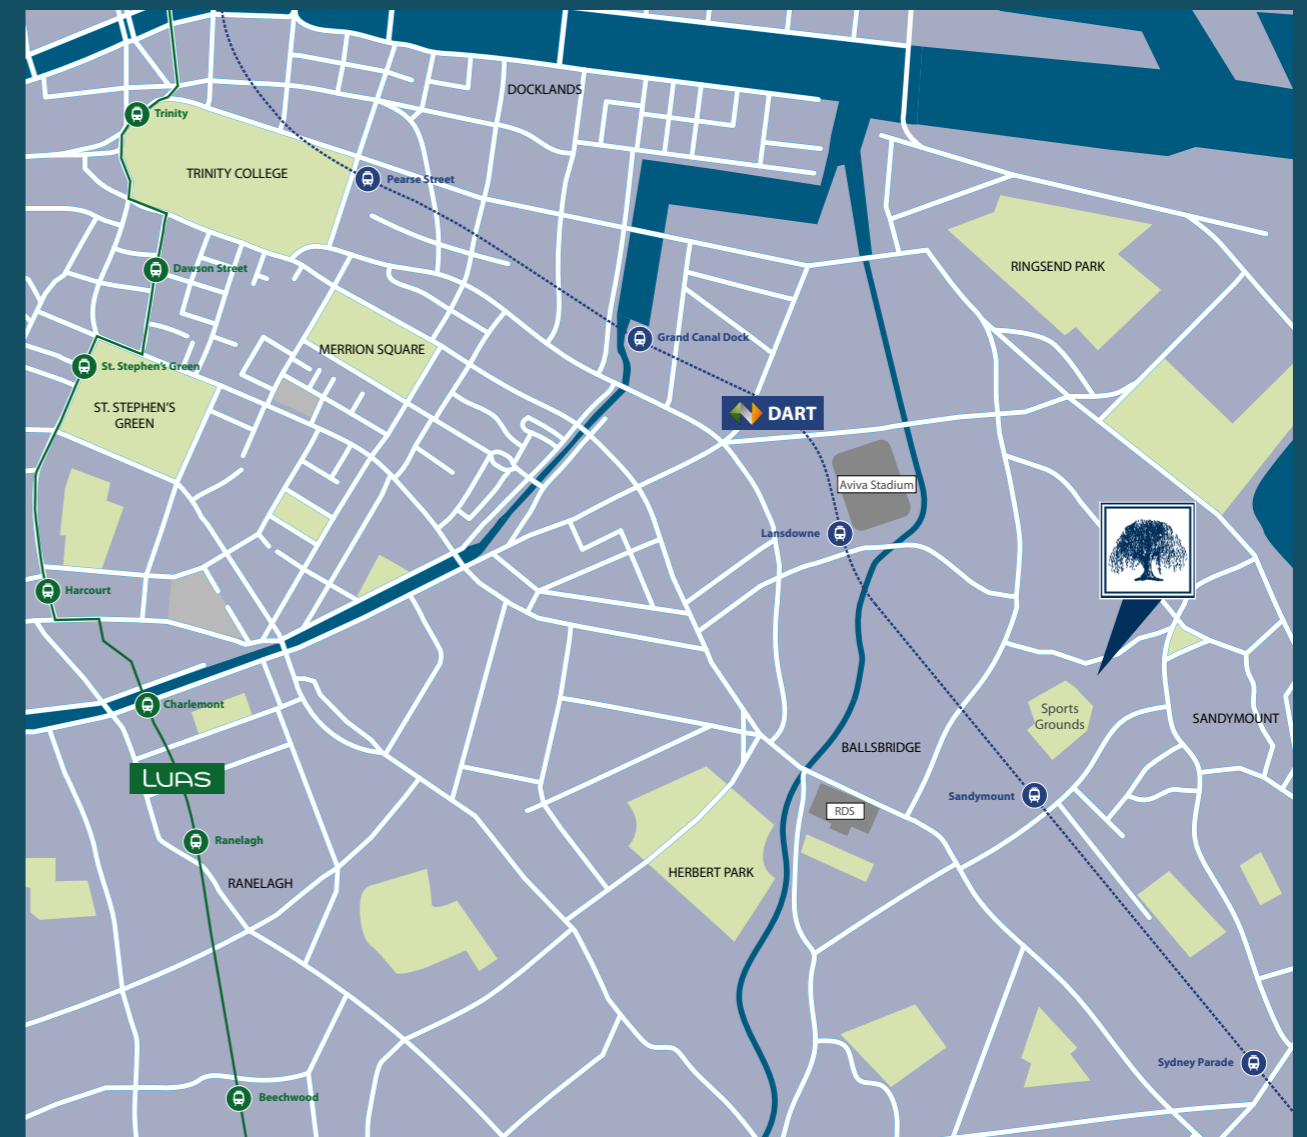 DOCKLANDS
Trinity
TRINITY COLLEGE
Pearse Street
Dawson Street
RINGSEND PARK
Grand Canal Dock
MERRION SQUARE
St. Stephen's Green
ST. STEPHEN'S
GREEN
DART
Aviva Stadium
Lansdowne
Harcourt
Charlemont
Sports
Grounds
SANDYMOUNT
BALLSBRIDGE
LUAS
Sandymount
RDS
Ranelagh
HERBERT PARK
RANELAGH
Sydney Parade
Beechwood